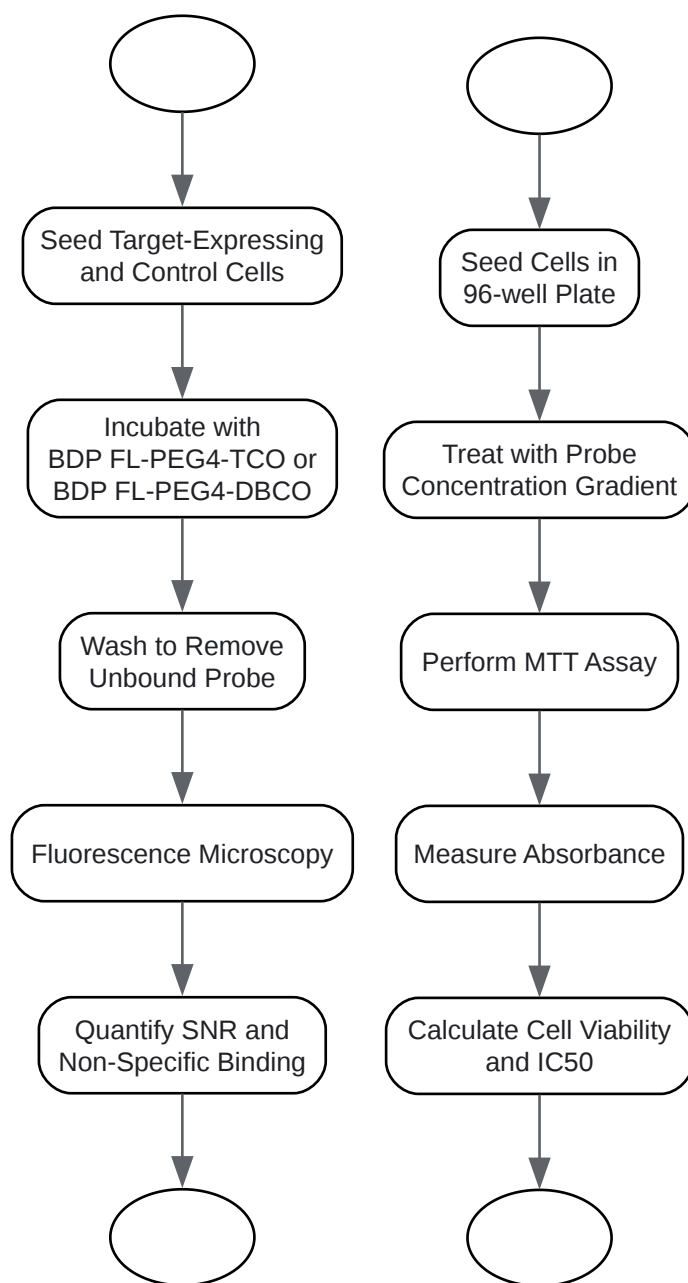 Seed Target-Expressing
and Control Cells
Incubate with
BDP FL-PEG4-TCO or
BDP FL-PEG4-DBCO
Wash to Remove
Unbound Probe
Fluorescence Microscopy
Quantify SNR and
Non-Specific Binding
Seed Cells in
96-well Plate
Treat with Probe
Concentration Gradient
Perform MTT Assay
Measure Absorbance
Calculate Cell Viability
and IC50